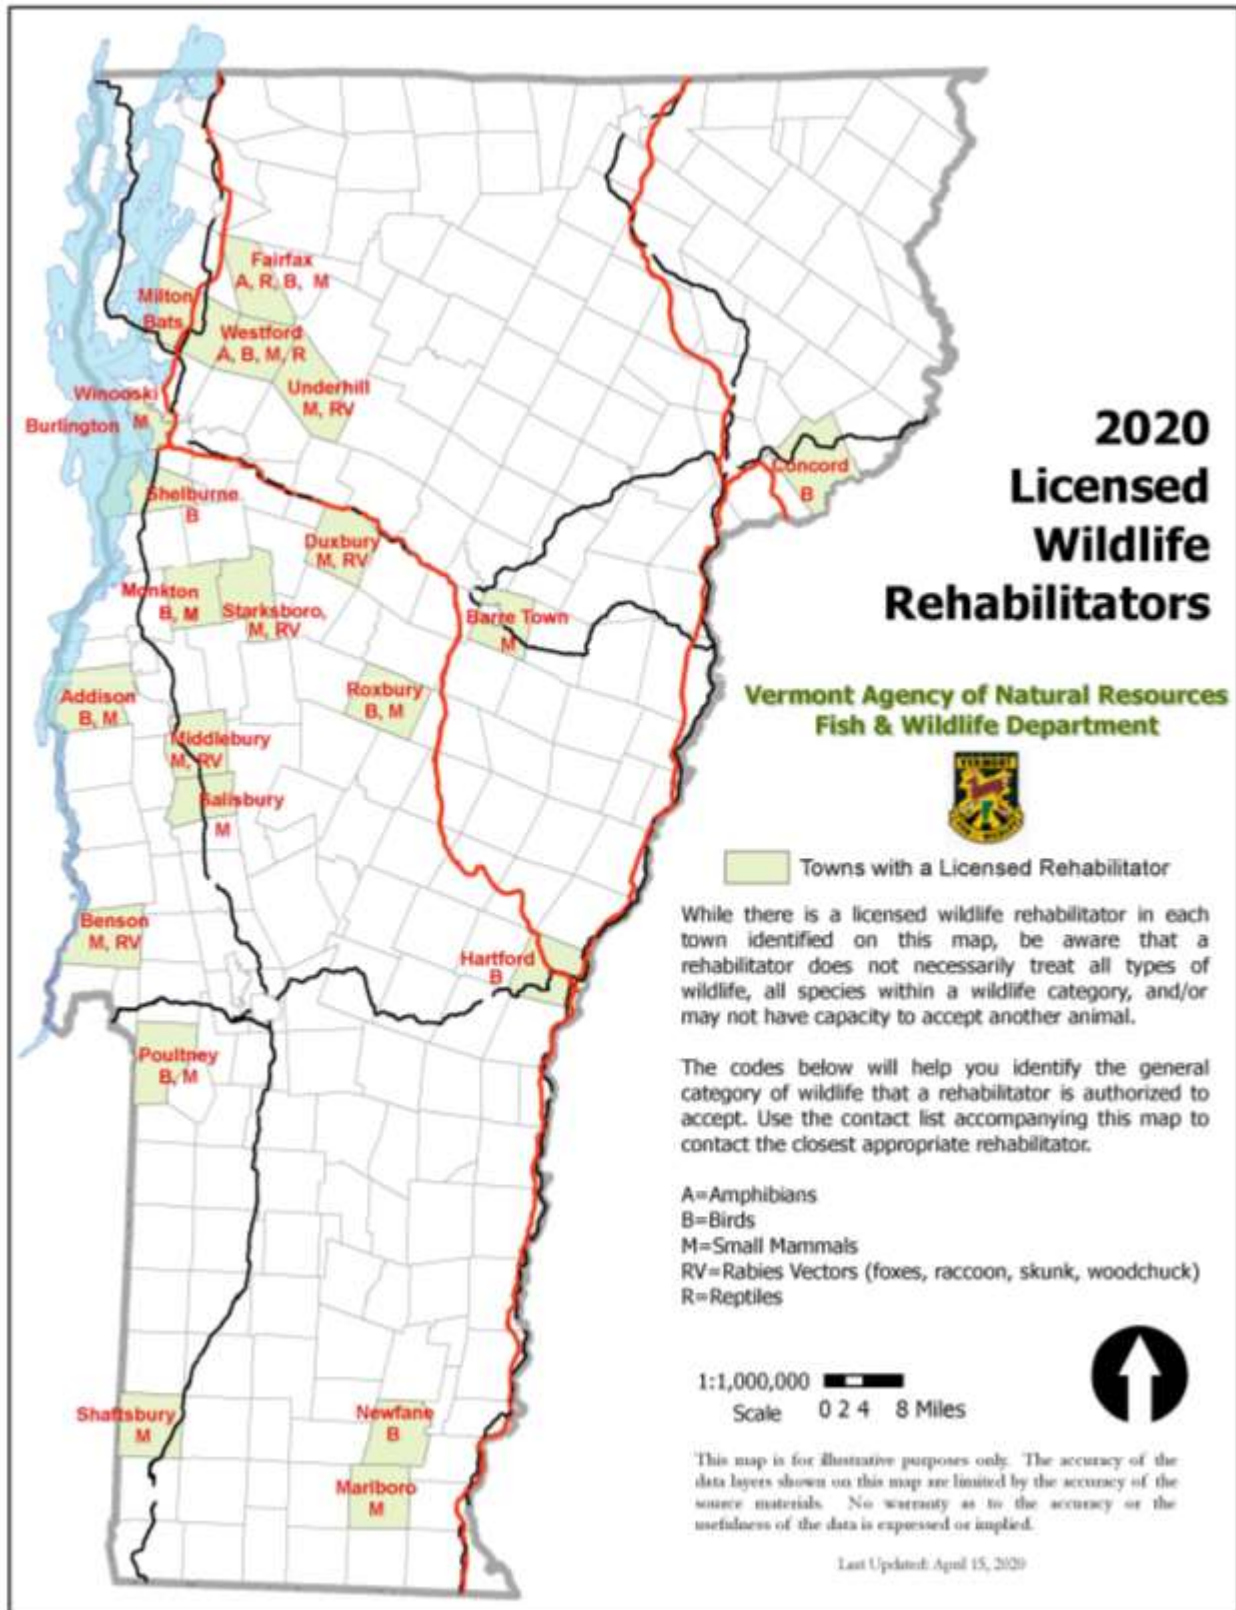 Fairfax
A, R, B, M
Milton
Bats
Westford
A, B, M, R
Underhill
M, RV
Winooski
Burlington M
Concord
B
Shelburne
B
Duxbury
M, RV
Monkton
B, M
Starksboro,
M, RV
Barre Town
M
Addison
B, M
Roxbury
B, M
Middlebury
M, RV
Salisbury
M
Benson
M, RV
Hartford
B
Poultney
B, M
Shaftsbury
M
Newfane
B
Marlboro
M
2020
Licensed
Wildlife
Rehabilitators
Vermont Agency of Natural Resources
Fish & Wildlife Department
VERMONT
FISH & WILDLIFE
Towns with a Licensed Rehabilitator
While there is a licensed wildlife rehabilitator in each
town identified on this map, be aware that a
rehabilitator does not necessarily treat all types of
wildlife, all species within a wildlife category, and/or
may not have capacity to accept another animal.
The codes below will help you identify the general
category of wildlife that a rehabilitator is authorized to
accept. Use the contact list accompanying this map to
contact the closest appropriate rehabilitator.
A=Amphibians
B=Birds
M=Small Mammals
RV=Rabies Vectors (foxes, raccoon, skunk, woodchuck)
R=Reptiles
1:1,000,000
Scale 0 2 4 8 Miles
This map is for illustrative purposes only. The accuracy of the
data layers shown on this map are limited by the accuracy of the
source materials. No warranty as to the accuracy or the
usefulness of the data is expressed or implied.
Last Updated: April 15, 2020